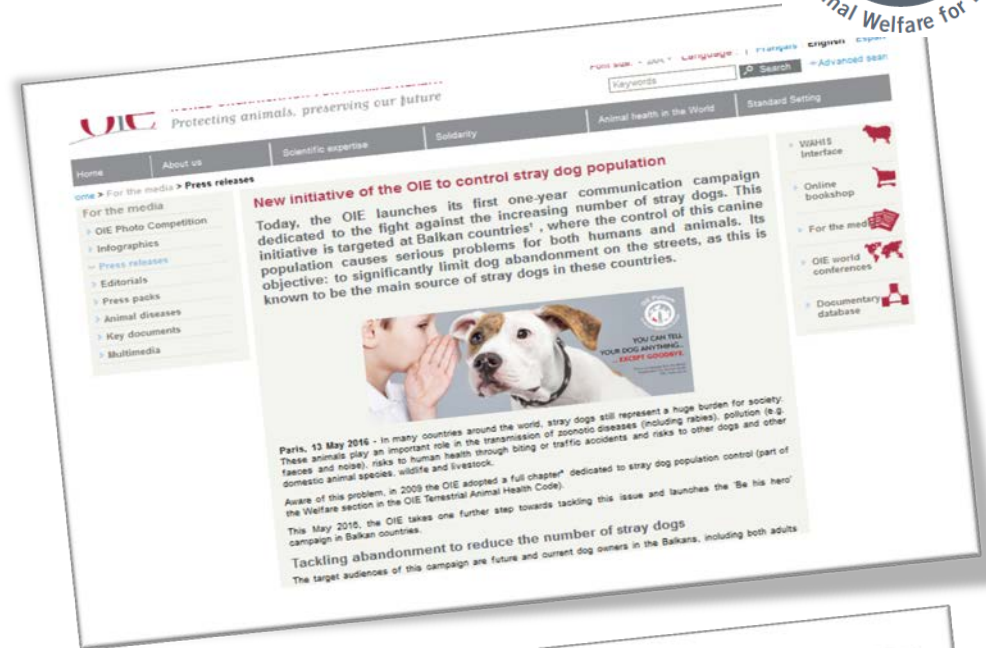 Animal Welfare for
Language : | Français English
OIE
Protecting animals, preserving our future
Keywords
Search
Advanced
Home
About us
Scientific expertise
Solidarity
Animal health in the World
Standard Setting
> For the media > Press releases
For the media
OIE Photo Competition
Infographics
Press releases
Editorials
Press packs
Animal diseases
Key documents
Multimedia
New initiative of the OIE to control stray dog population
Today, the OIE launches its first one-year communication campaign
dedicated to the fight against the increasing number of stray dogs. This
initiative is targeted at Balkan countries¹ , where the control of this canine
population causes serious problems for both humans and animals. Its
objective: to significantly limit dog abandonment on the streets, as this is
known to be the main source of stray dogs in these countries.
YOU CAN TELL
YOUR DOG ANYTHING...
... EXCEPT GOODBYE.
Paris, 13 May 2016 - In many countries around the world, stray dogs still represent a huge burden for society.
These animals play an important role in the transmission of zoonotic diseases (including rabies), pollution (e.g.
faeces and noise), risks to human health through biting or traffic accidents and risks to other dogs and other
domestic animal species, wildlife and livestock.
Aware of this problem, in 2009 the OIE adopted a full chapter* dedicated to stray dog population control (part of
the Welfare section in the OIE Terrestrial Animal Health Code).
This May 2016, the OIE takes one further step towards tackling this issue and launches the 'Be his hero'
campaign in Balkan countries.
Tackling abandonment to reduce the number of stray dogs
The target audiences of this campaign are future and current dog owners in the Balkans, including both adults
WAHIS
Interface
Online
bookshop
For the
OIE world
conferences
Documentary
database